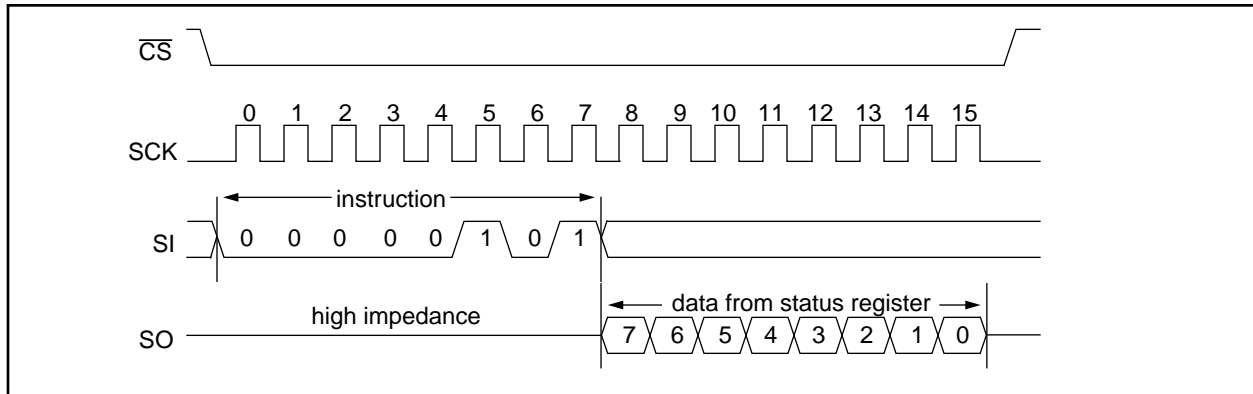 CS
0 1 2 3 4 5 6 7 8 9 10 11 12 13 14 15
SCK
instruction
SI 0 0 0 0 0 1 0 1
data from status register
high impedance
SO 7 6 5 4 3 2 1 0